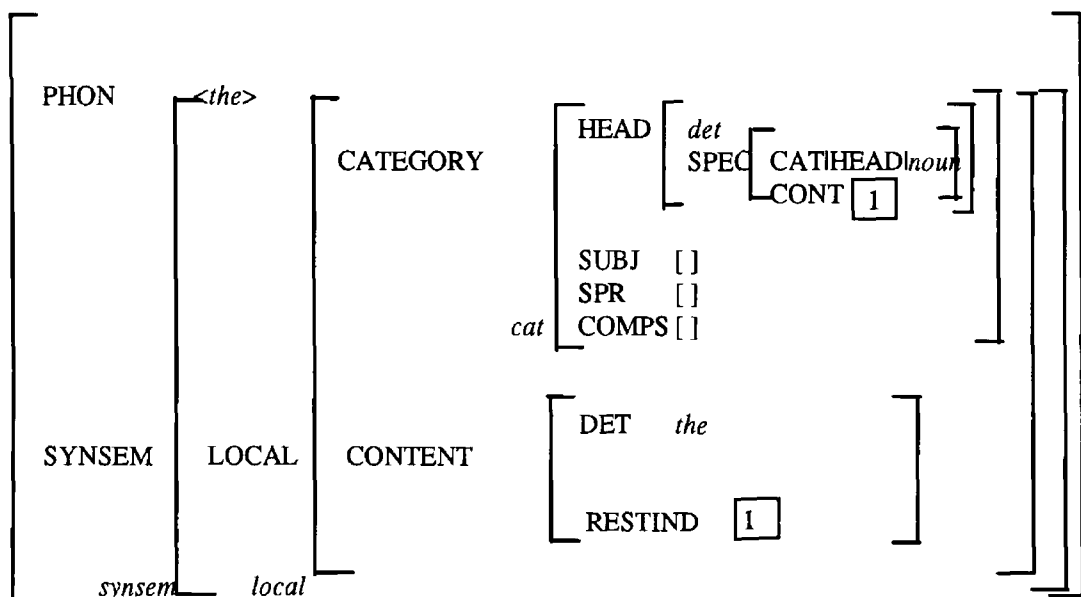 PHON <the>
HEAD det
CATEGORY SPEC CAT|HEAD|noun
CONT 1
SUBJ [ ]
SPR [ ]
cat COMPS [ ]
DET the
SYNSEM LOCAL CONTENT
RESTIND 1
synsem local